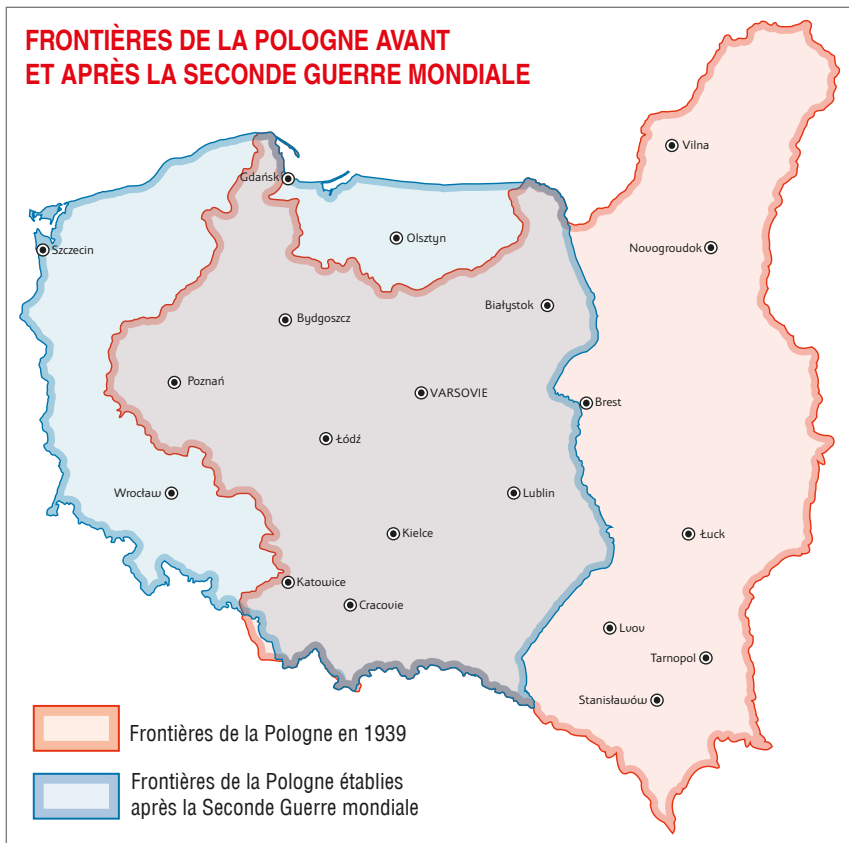 FRONTIÈRES DE LA POLOGNE AVANT
ET APRÈS LA SECONDE GUERRE MONDIALE
Vilna
Gdańsk
Olsztyn
Novogroudok
Szczecin
Białystok
Bydgoszcz
Poznań
VARSOVIE
Brest
Łódź
Wrocław
Lublin
Kielce
Łuck
Katowice
Cracovie
Lvov
Tarnopol
Stanisławów
Frontières de la Pologne en 1939
Frontières de la Pologne établies
après la Seconde Guerre mondiale